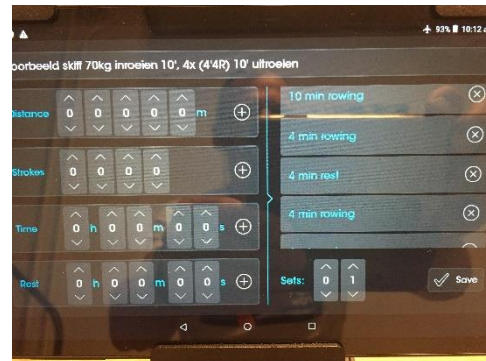 93% 10:12
oorbeeld skiff 70kg inroeien 10', 4x (4'4R) 10' uitroeien
istance 0 0 0 0 0 m
Strokes 0 0 0 0
Time 0 h 0 0 m 0 0 s
Rest 0 h 0 0 m 0 0 s
10 min rowing
4 min rowing
4 min rest
4 min rowing
Sets: 0 1 Save